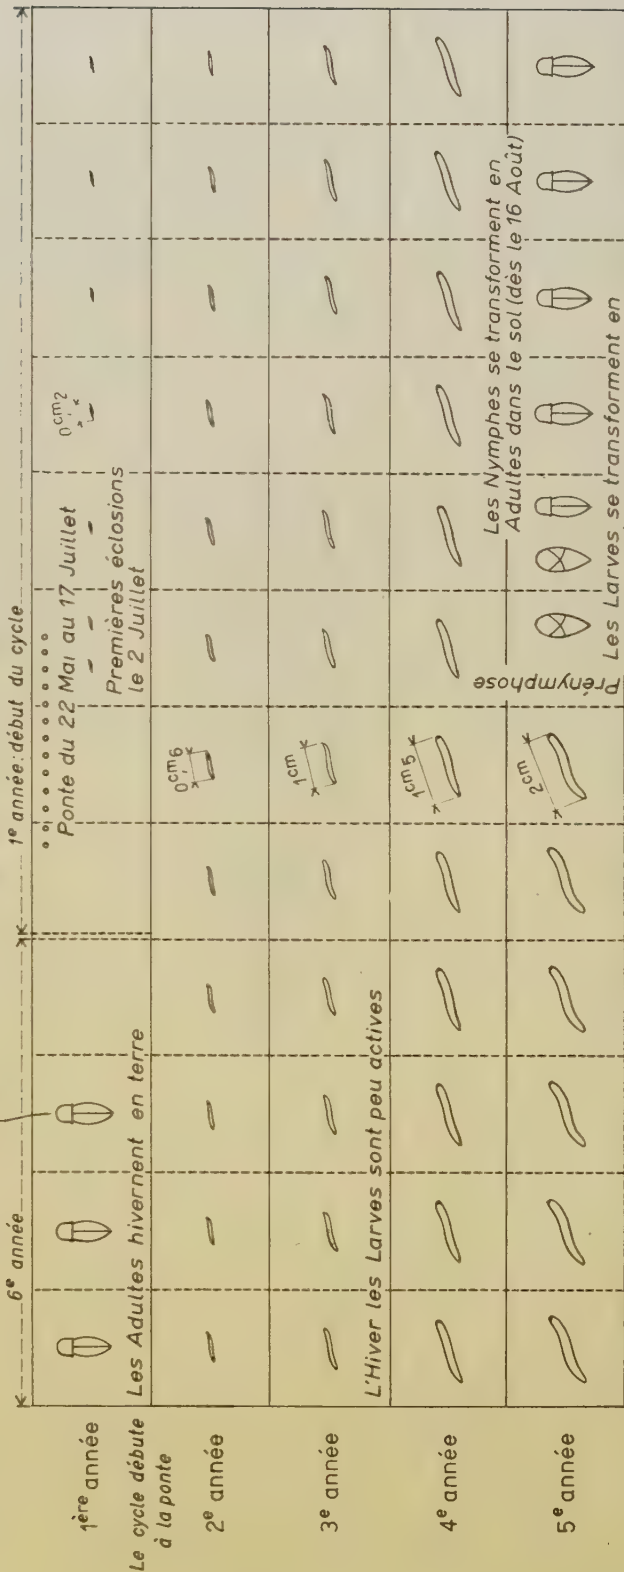 6e année
1e année: début du cycle
1ère année
Ponte du 22 Mai au 17 Juillet
0cm2
Premières éclosions
le 2 Juillet
Le cycle débute
à la ponte
Les Adultes hivernent en terre
2e année
0cm6
3e année
1cm
L'Hiver les Larves sont peu actives
4e année
1cm5
Les Nymphes se transforment en
Adultes dans le sol (dès le 16 Août)
5e année
2cm
Prénymphose
Les Larves se transforment en